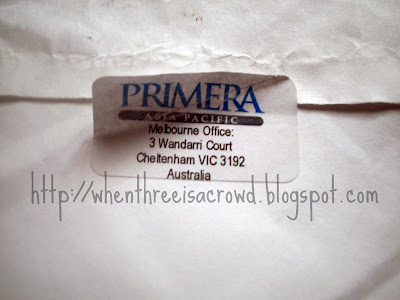 PRIMERA
ASIA PACIFIC
Melbourne Office:
3 Wandarri Court
Cheltenham VIC 3192
Australia
http://whenthreeisacrowd.blogspot.com